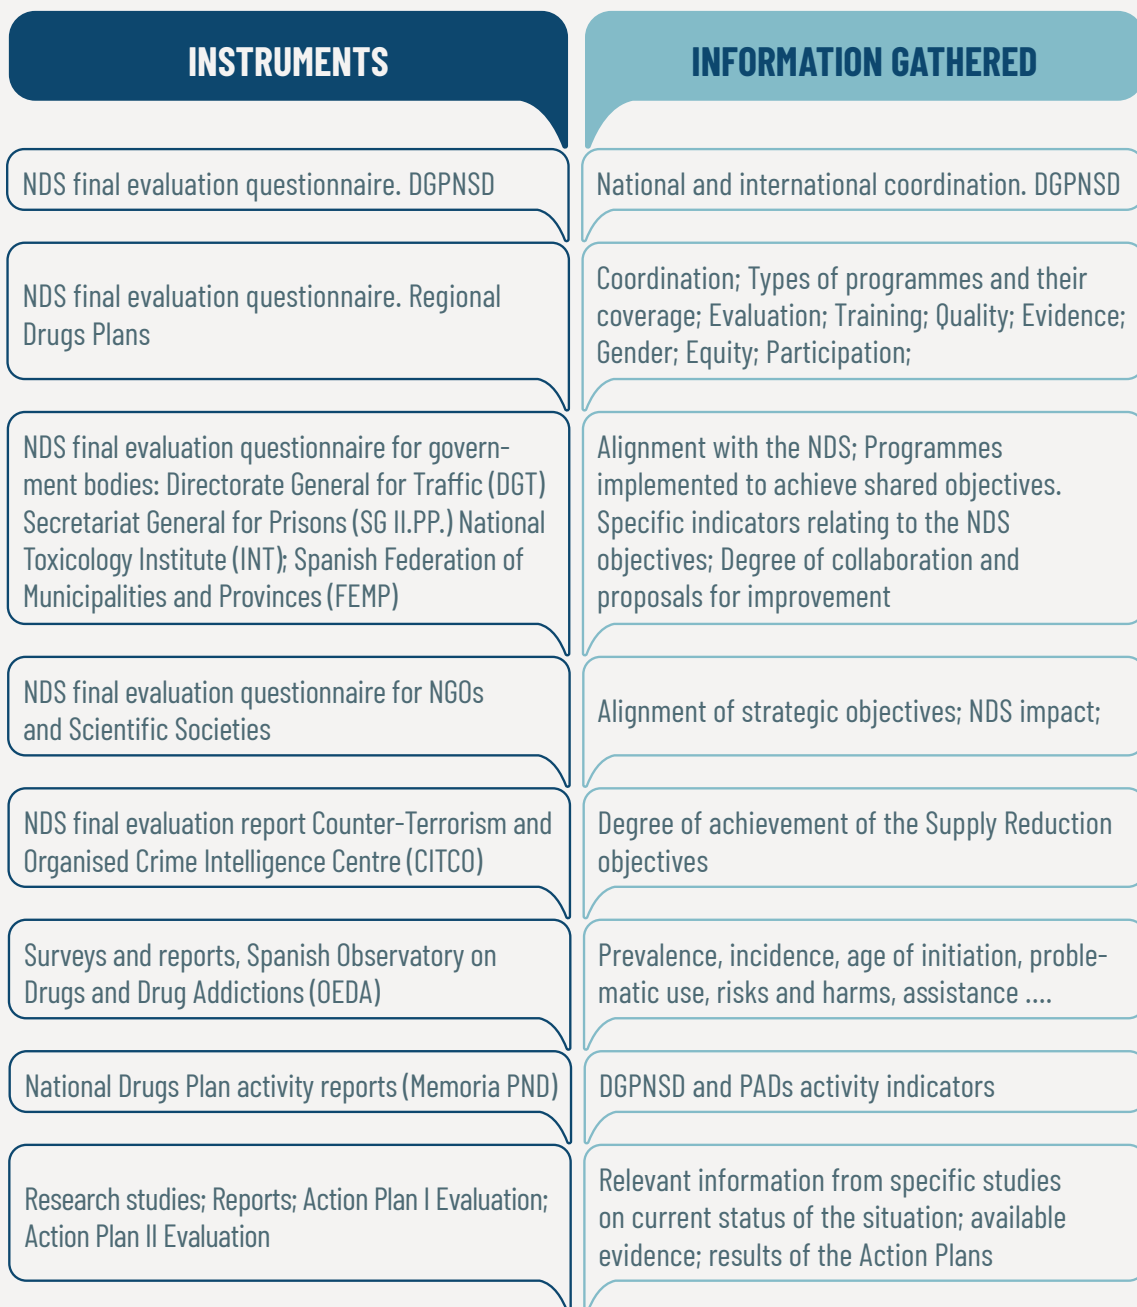 INSTRUMENTS
INFORMATION GATHERED
NDS final evaluation questionnaire. DGPNSD
National and international coordination. DGPNSD
NDS final evaluation questionnaire. Regional
Drugs Plans
Coordination; Types of programmes and their
coverage; Evaluation; Training; Quality; Evidence;
Gender; Equity; Participation;
NDS final evaluation questionnaire for govern-
ment bodies: Directorate General for Traffic (DGT)
Secretariat General for Prisons (SG II.PP.) National
Toxicology Institute (INT); Spanish Federation of
Municipalities and Provinces (FEMP)
Alignment with the NDS; Programmes
implemented to achieve shared objectives.
Specific indicators relating to the NDS
objectives; Degree of collaboration and
proposals for improvement
NDS final evaluation questionnaire for NGOs
and Scientific Societies
Alignment of strategic objectives; NDS impact;
NDS final evaluation report Counter-Terrorism and
Organised Crime Intelligence Centre (CITCO)
Degree of achievement of the Supply Reduction
objectives
Surveys and reports, Spanish Observatory on
Drugs and Drug Addictions (OEDA)
Prevalence, incidence, age of initiation, proble-
matic use, risks and harms, assistance ....
National Drugs Plan activity reports (Memoria PND)
DGPNSD and PADs activity indicators
Research studies; Reports; Action Plan I Evaluation;
Action Plan II Evaluation
Relevant information from specific studies
on current status of the situation; available
evidence; results of the Action Plans